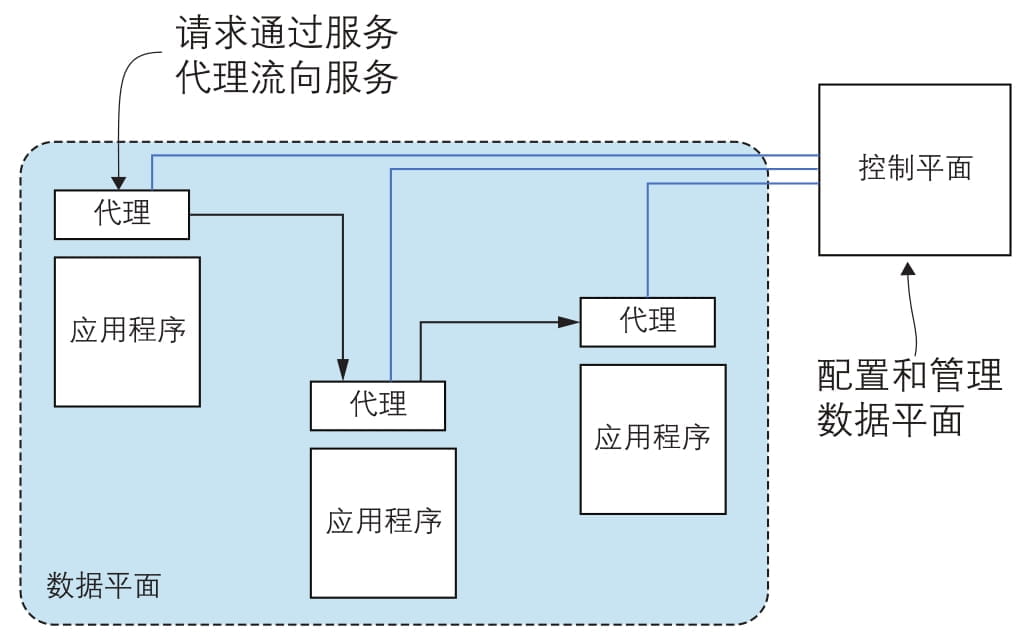 请求通过服务
代理流向服务
控制平面
代理
应用程序
代理
应用程序
代理
应用程序
配置和管理
数据平面
数据平面